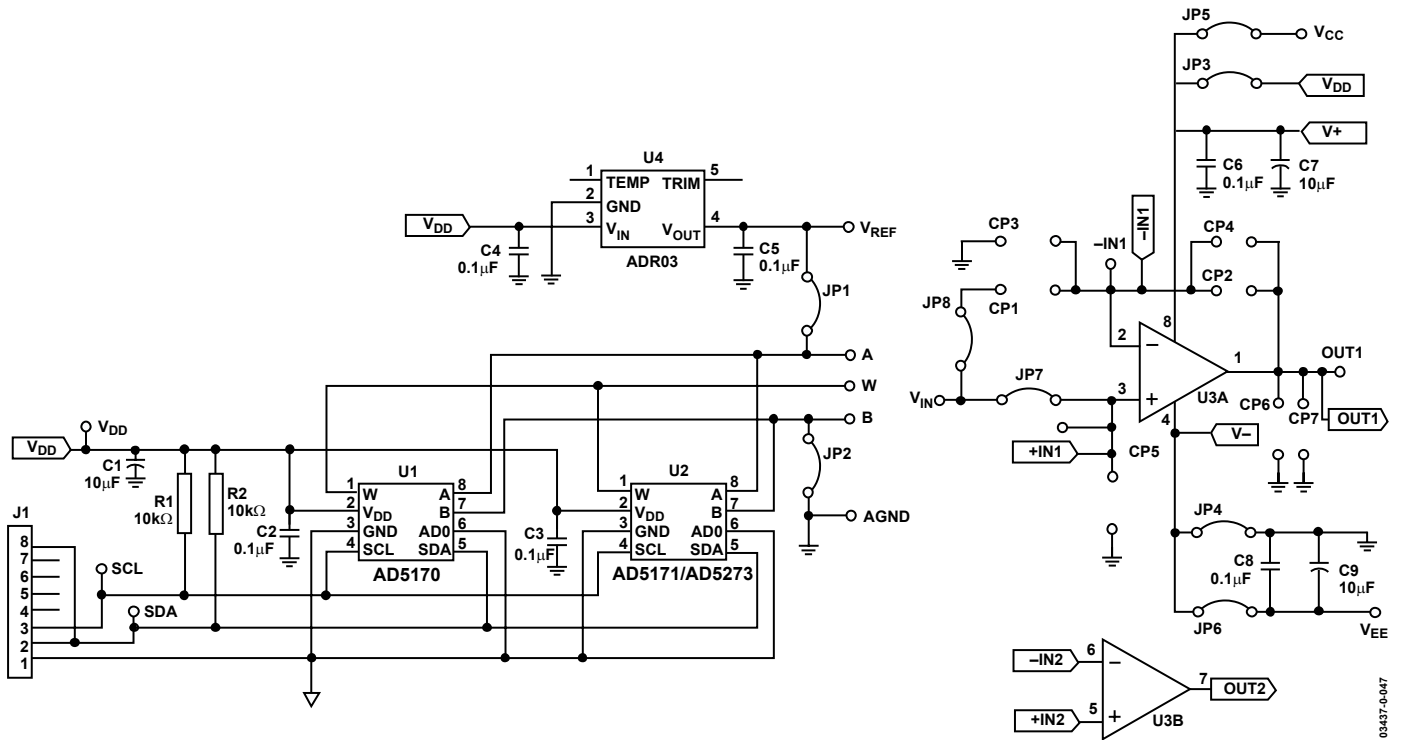 JP5
VCC
JP3
VDD
V+
C6
0.1µF
C7
10µF
U4
1
TEMP
TRIM
5
2
GND
VDD
3
VIN
VOUT
4
VREF
C4
0.1µF
ADR03
C5
0.1µF
JP1
CP3
–IN1
–IN1
CP4
CP2
JP8
CP1
8
2
–
1
OUT1
A
W
B
VIN
JP7
3
+
U3A
4
CP6
CP7
OUT1
+IN1
CP5
V–
VDD
VDD
C1
10µF
R1
10kΩ
R2
10kΩ
U1
1
W
A
8
2
VDD
B
7
3
GND
AD0
6
4
SCL
SDA
5
AD5170
C2
0.1µF
C3
0.1µF
U2
1
W
A
8
2
VDD
B
7
3
GND
AD0
6
4
SCL
SDA
5
AD5171/AD5273
JP2
AGND
J1
8
7
6
5
4
3
2
1
SCL
SDA
JP4
C8
0.1µF
C9
10µF
JP6
VEE
–IN2
6
–
7
OUT2
+IN2
5
+
U3B
03437-0-047